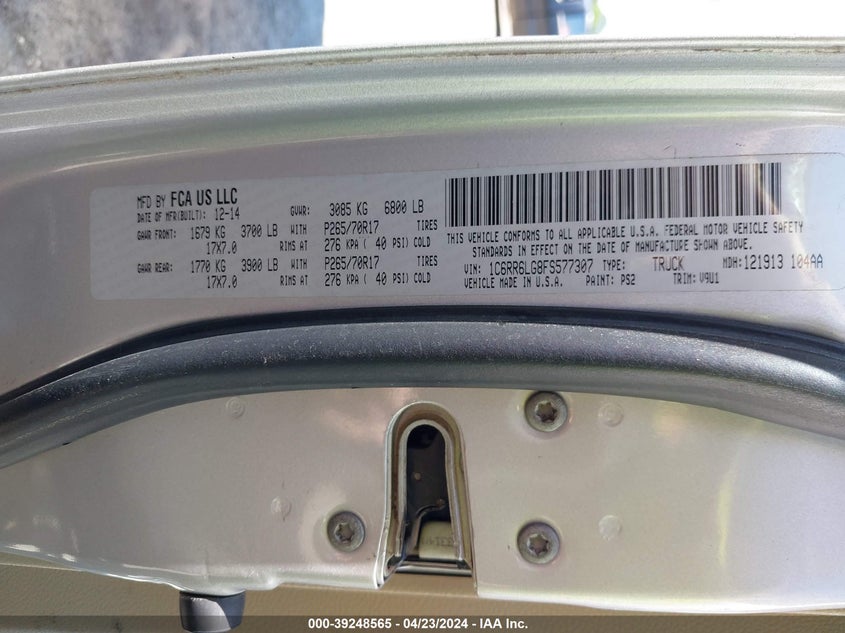 MFD BY FCA US LLC
DATE OF MFR(BUILT): 12-14 GVWR: 3085 KG 6800 LB
GAWR FRONT: 1679 KG 3700 LB WITH P265/70R17 TIRES
17X7.0 RIMS AT 276 KPA ( 40 PSI) COLD
GAWR REAR: 1770 KG 3900 LB WITH P265/70R17 TIRES
17X7.0 RIMS AT 276 KPA ( 40 PSI) COLD
THIS VEHICLE CONFORMS TO ALL APPLICABLE U.S.A. FEDERAL MOTOR VEHICLE SAFETY
STANDARDS IN EFFECT ON THE DATE OF MANUFACTURE SHOWN ABOVE.
VIN: 1C6RR6LG8FS577307 TYPE: TRUCK MDH: 121913 104AA
VEHICLE MADE IN U.S.A. PAINT: PS2 TRIM: V9U1
000-39248565 - 04/23/2024 - IAA Inc.